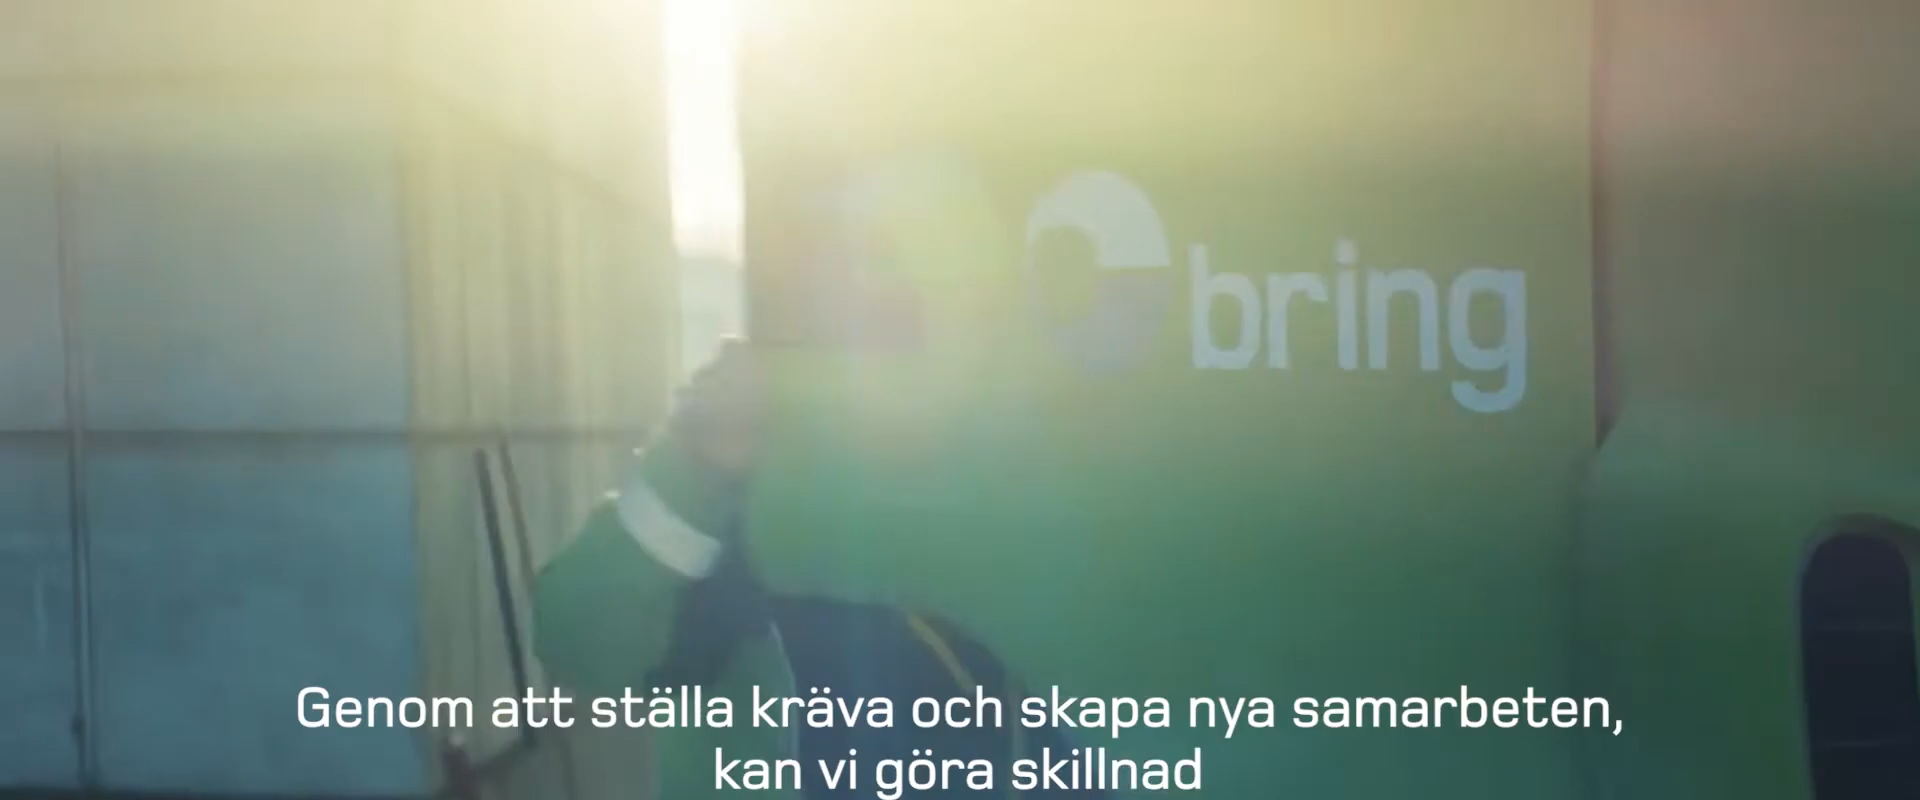 bring
Genom att ställa kräva och skapa nya samarbeten,
kan vi göra skillnad